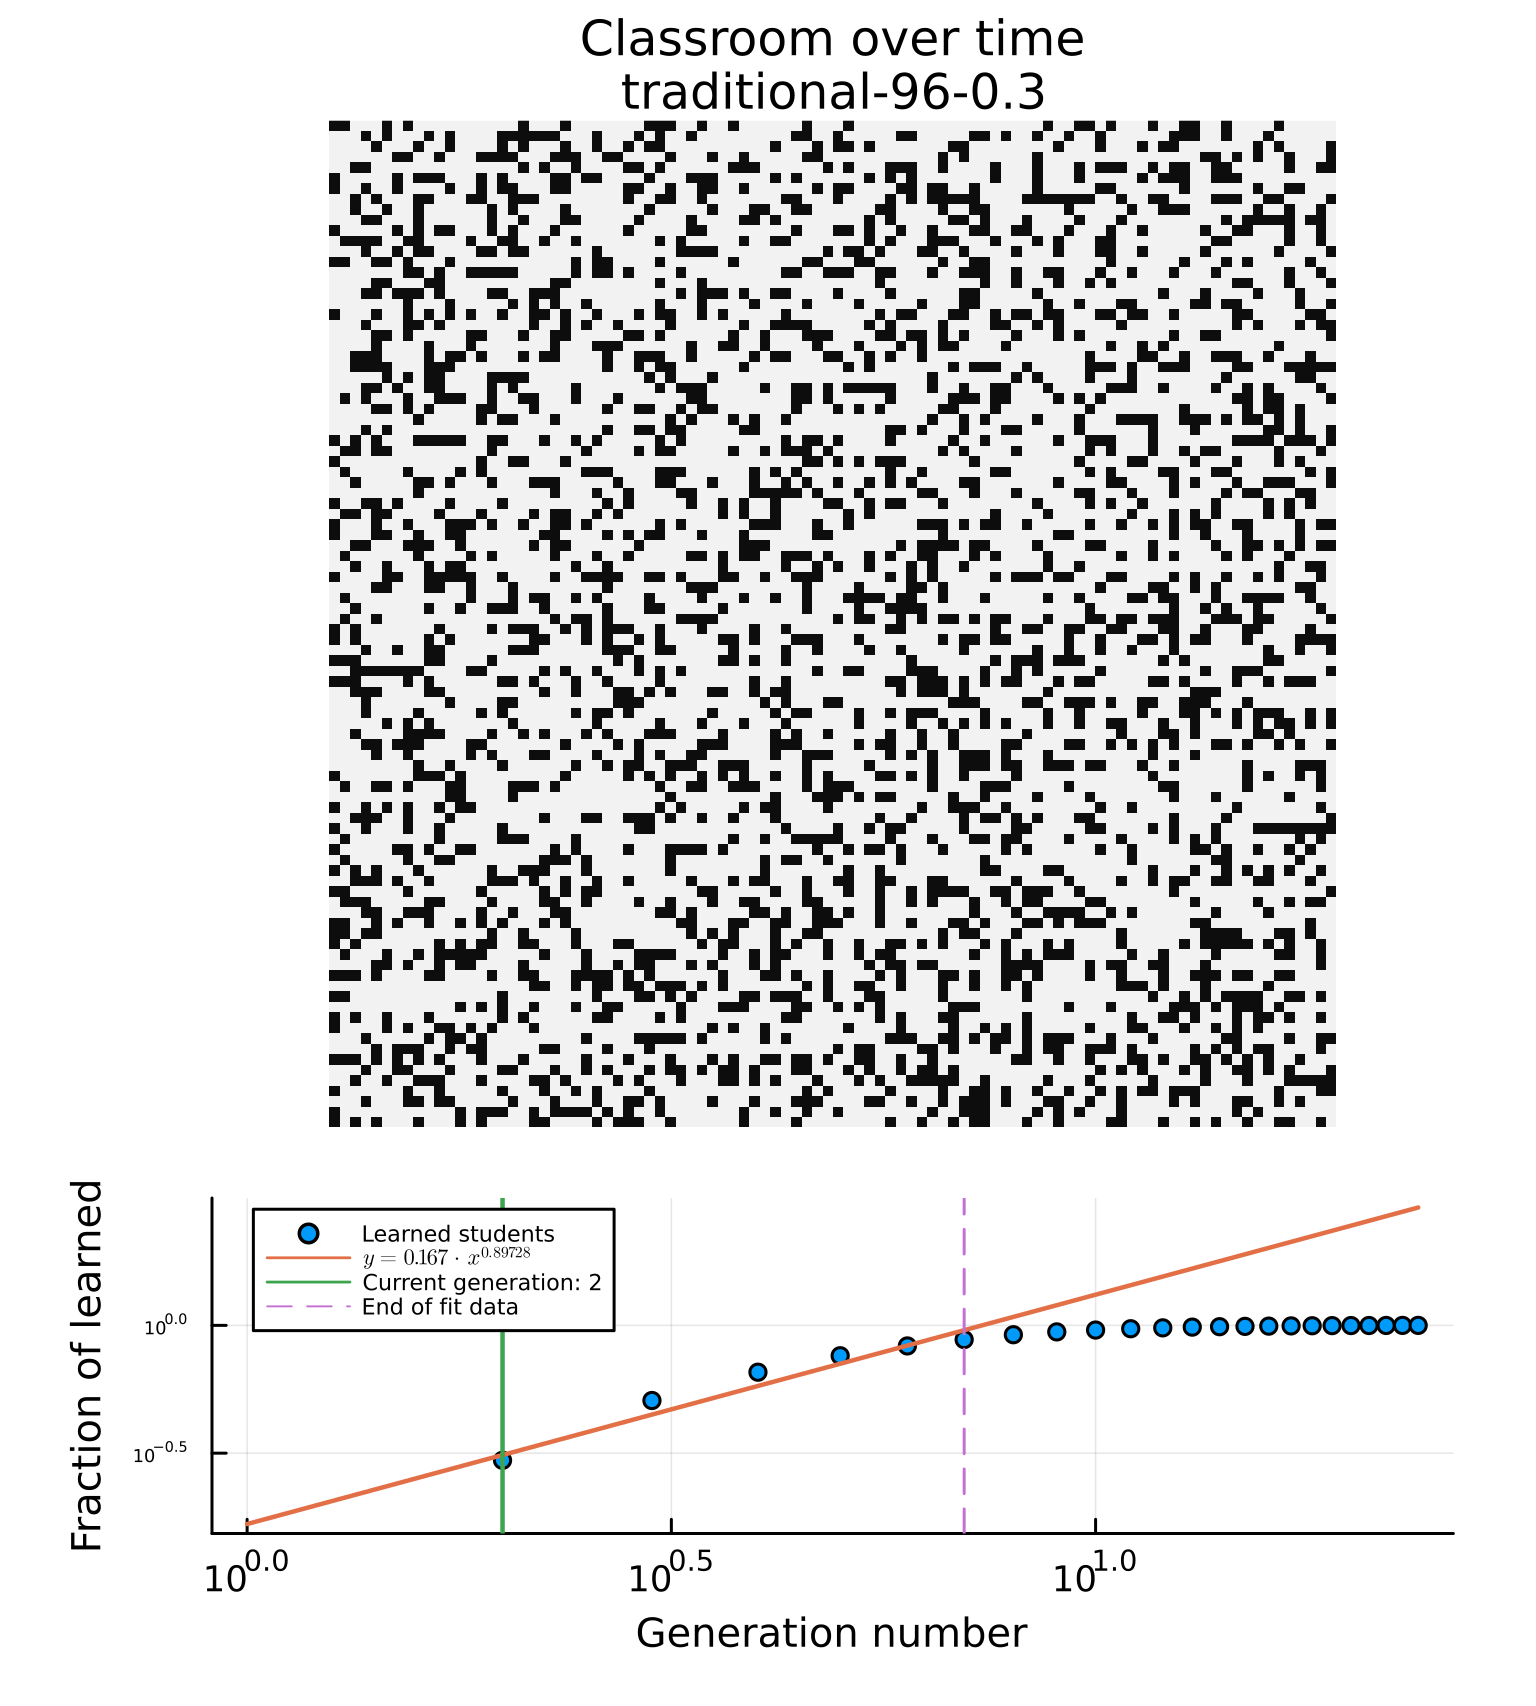 Classroom over time
traditional-96-0.3
Fraction of learned
Learned students
y = 0.167 · x^0.89728
Current generation: 2
End of fit data
10^0.0
10^−0.5
10^0.0
10^0.5
10^1.0
Generation number